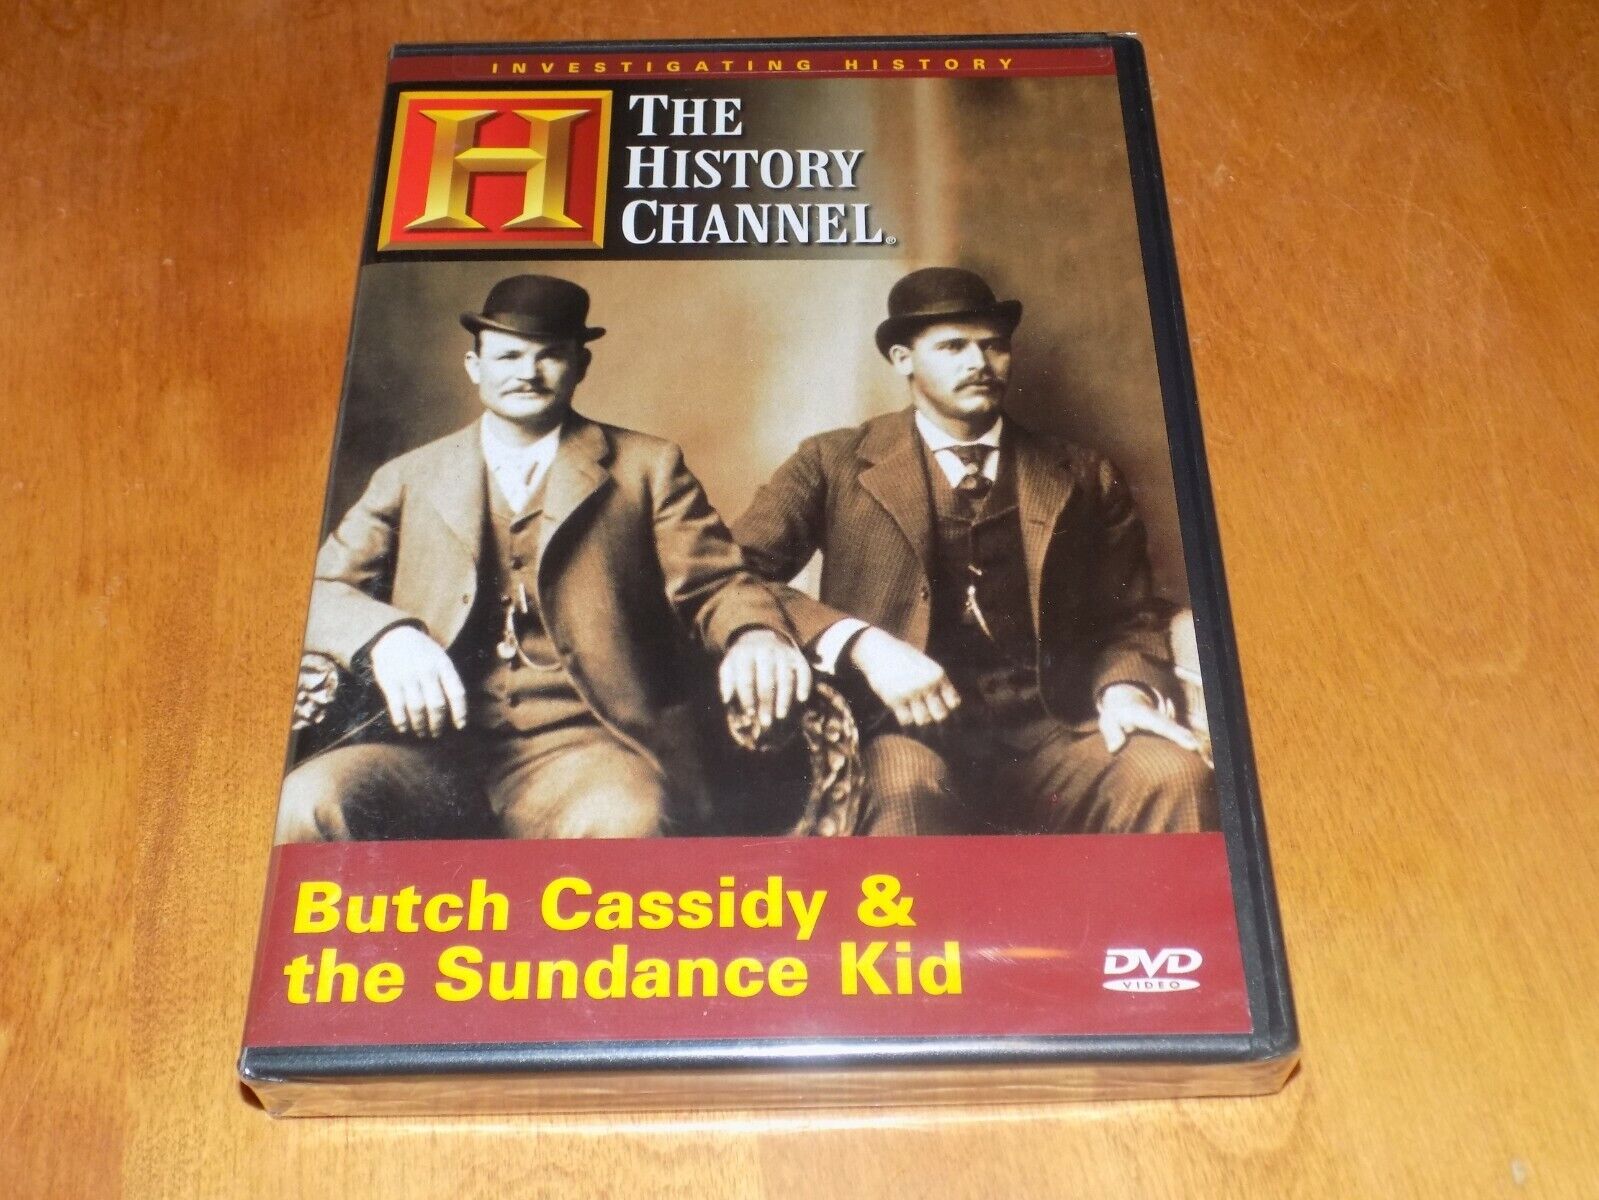 INVESTIGATING HISTORY
H
THE
HISTORY
CHANNEL®
Butch Cassidy &
the Sundance Kid
DVD
VIDEO